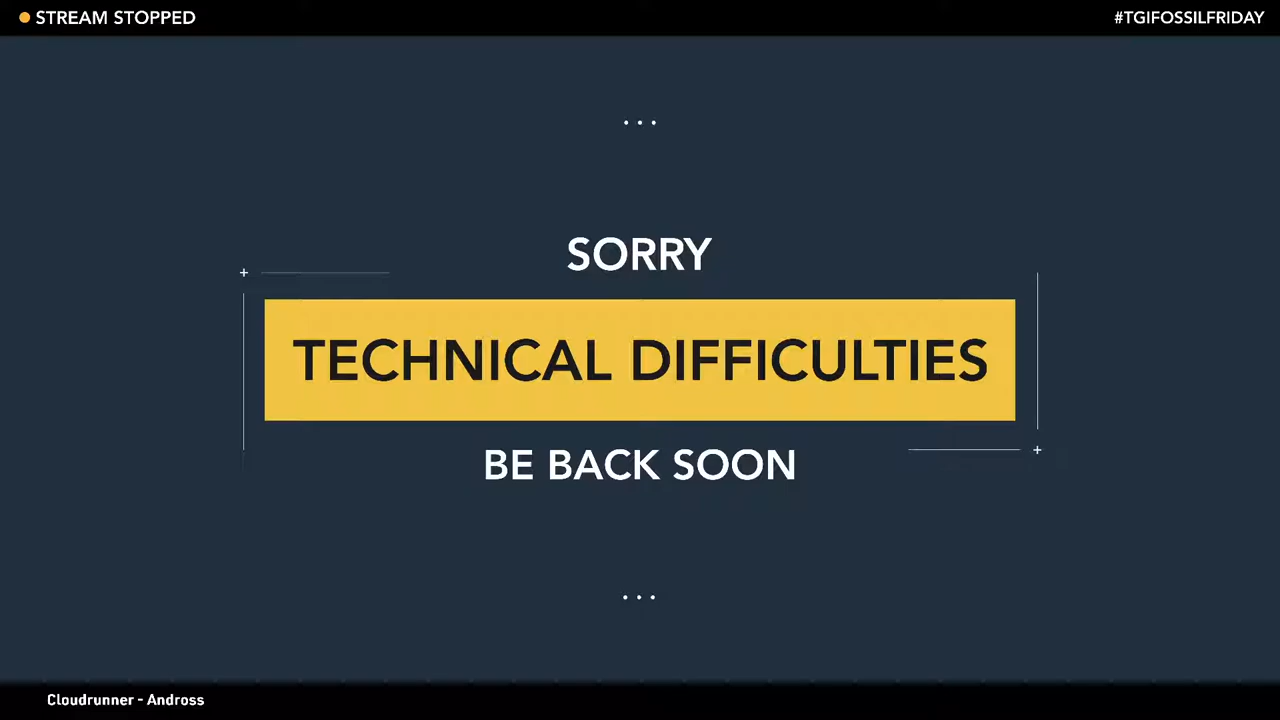 STREAM STOPPED
#TGIFOSSILFRIDAY
...
SORRY
TECHNICAL DIFFICULTIES
BE BACK SOON
...
Cloudrunner - Andross